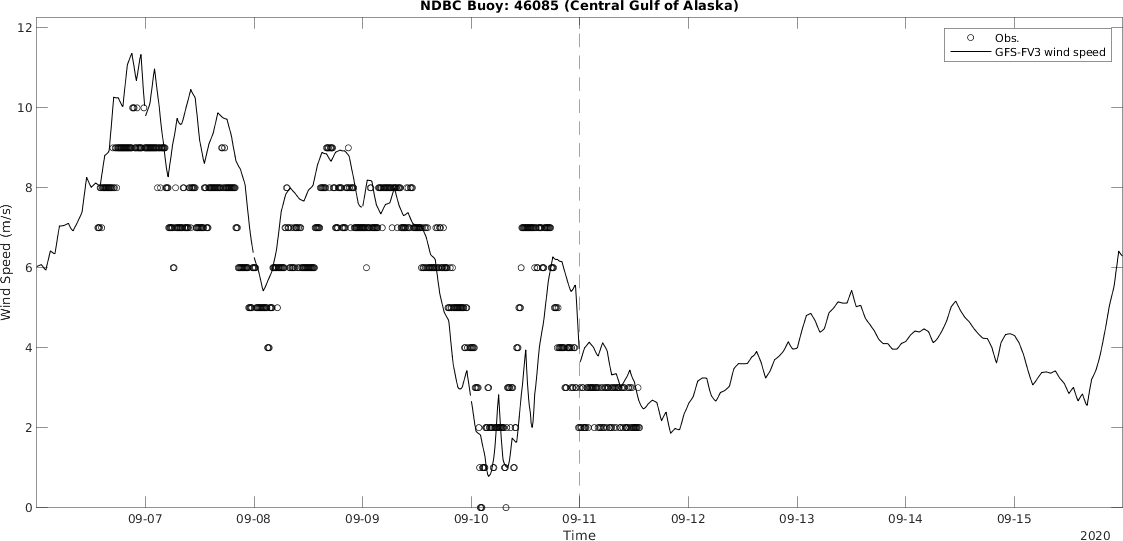 NDBC Buoy: 46085 (Central Gulf of Alaska)
12
10
8
6
4
2
0
Wind Speed (m/s)
Obs.
GFS-FV3 wind speed
09-07 09-08 09-09 09-10 09-11 09-12 09-13 09-14 09-15
Time
2020